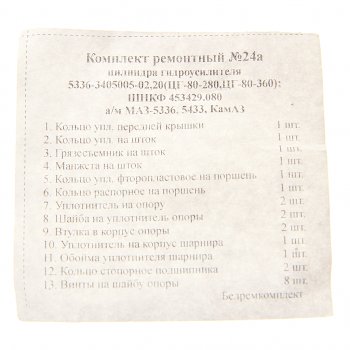 Комплект ремонтный №24а
цилиндра гидроусилителя
5336-3405005-02,20(ЦГ-80-280,ЦГ-80-360);
ШНКФ 453429.080
а/м МАЗ-5336, 5433, КамАЗ
1. Кольцо упл. передней крышки 1 шт.
2. Кольцо упл. на шток 1 шт.
3. Грязесъемник на шток 1 шт.
4. Манжета на шток 1 шт.
5. Кольцо упл. фторопластовое на поршень 1 шт.
6. Кольцо распорное на поршень 1 шт.
7. Уплотнитель на опору 2 шт.
8. Шайба на уплотнитель опоры 2 шт.
9. Втулка в корпус опоры 2 шт.
10. Уплотнитель на корпус шарнира 1 шт.
11. Обойма уплотнителя шарнира 1 шт.
12. Кольцо стопорное подшипника 2 шт.
13. Винты на шайбу опоры 8 шт.
Белремкомплект